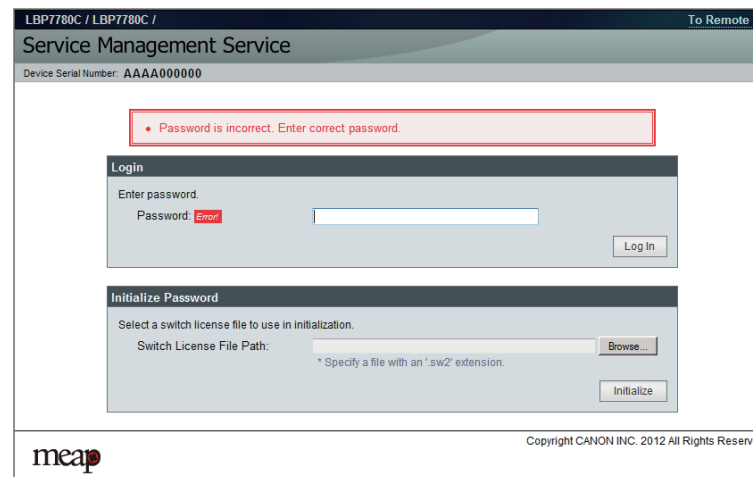 LBP7780C / LBP7780C /
To Remote
Service Management Service
Device Serial Number: AAAA000000
• Password is incorrect. Enter correct password.
Login
Enter password.
Password: Error!
Log In
Initialize Password
Select a switch license file to use in initialization.
Switch License File Path:
Browse...
* Specify a file with an '.sw2' extension.
Initialize
Copyright CANON INC. 2012 All Rights Reserv
meap